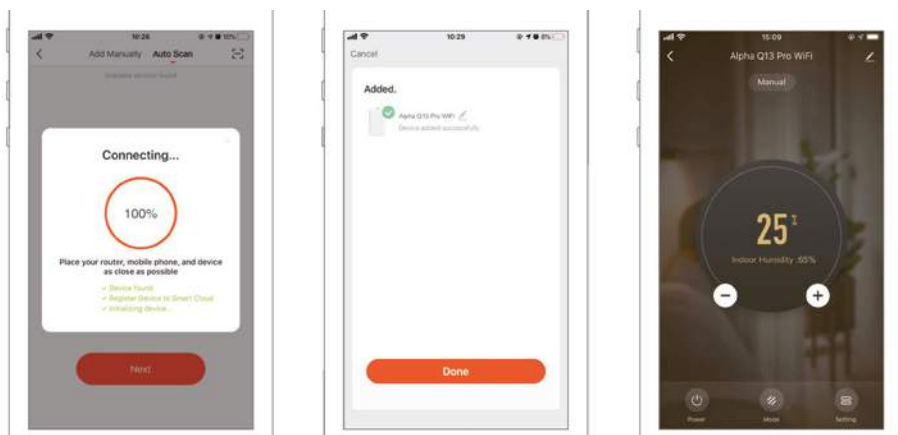 10:26
10%
Add Manually Auto Scan
Connecting...
100%
Place your router, mobile phone, and device
as close as possible
✓ Device found
✓ Register Device to Smart Cloud
✓ Initializing device...
Next
10:29
8%
Cancel
Added.
Alpha Q13 Pro WiFi
Device added successfully
Done
15:09
Alpha Q13 Pro WiFi
Manual
25
Indoor Humidity :65%
Power
Mode
Setting